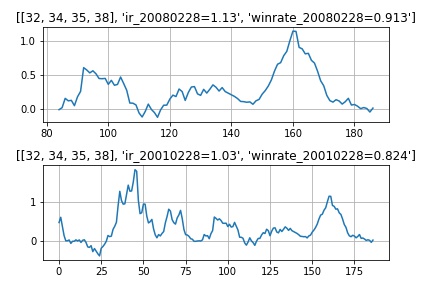 [[32, 34, 35, 38], 'ir_20080228=1.13', 'winrate_20080228=0.913']
1.0
0.5
0.0
80 100 120 140 160 180
[[32, 34, 35, 38], 'ir_20010228=1.03', 'winrate_20010228=0.824']
1
0
0 25 50 75 100 125 150 175